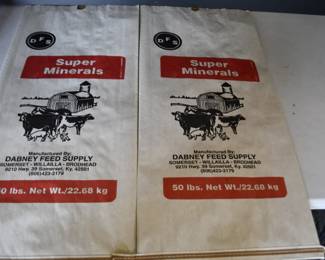 DFS
Super
Minerals
Manufactured By:
DABNEY FEED SUPPLY
SOMERSET - WILLAILLA - BRODHEAD
9210 Hwy. 39 Somerset, Ky. 42501
(606)423-2179
50 lbs. Net Wt./22.68 kg
DFS
Super
Minerals
Manufactured By:
DABNEY FEED SUPPLY
SOMERSET - WILLAILLA - BRODHEAD
9210 Hwy. 39 Somerset, Ky. 42501
(606)423-2179
50 lbs. Net Wt./22.68 kg